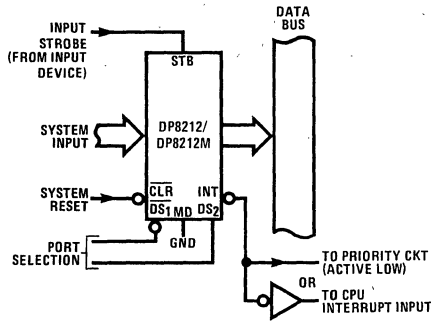 DATA
BUS
INPUT
STROBE
(FROM INPUT
DEVICE)
STB
DP8212/
DP8212M
SYSTEM
INPUT
SYSTEM
RESET
CLR INT
DS1 MD DS2
GND
PORT
SELECTION
TO PRIORITY CKT
(ACTIVE LOW)
OR
TO CPU
INTERRUPT INPUT